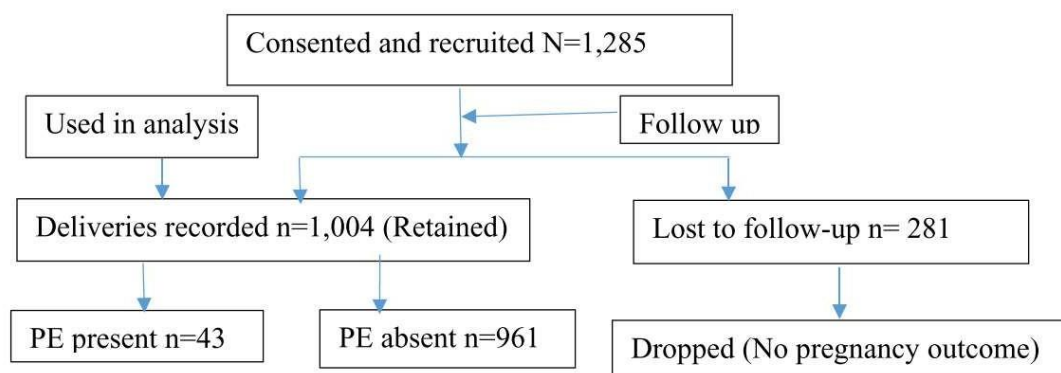 Consented and recruited N=1,285
Used in analysis
Follow up
Deliveries recorded n=1,004 (Retained)
Lost to follow-up n= 281
PE present n=43
PE absent n=961
Dropped (No pregnancy outcome)